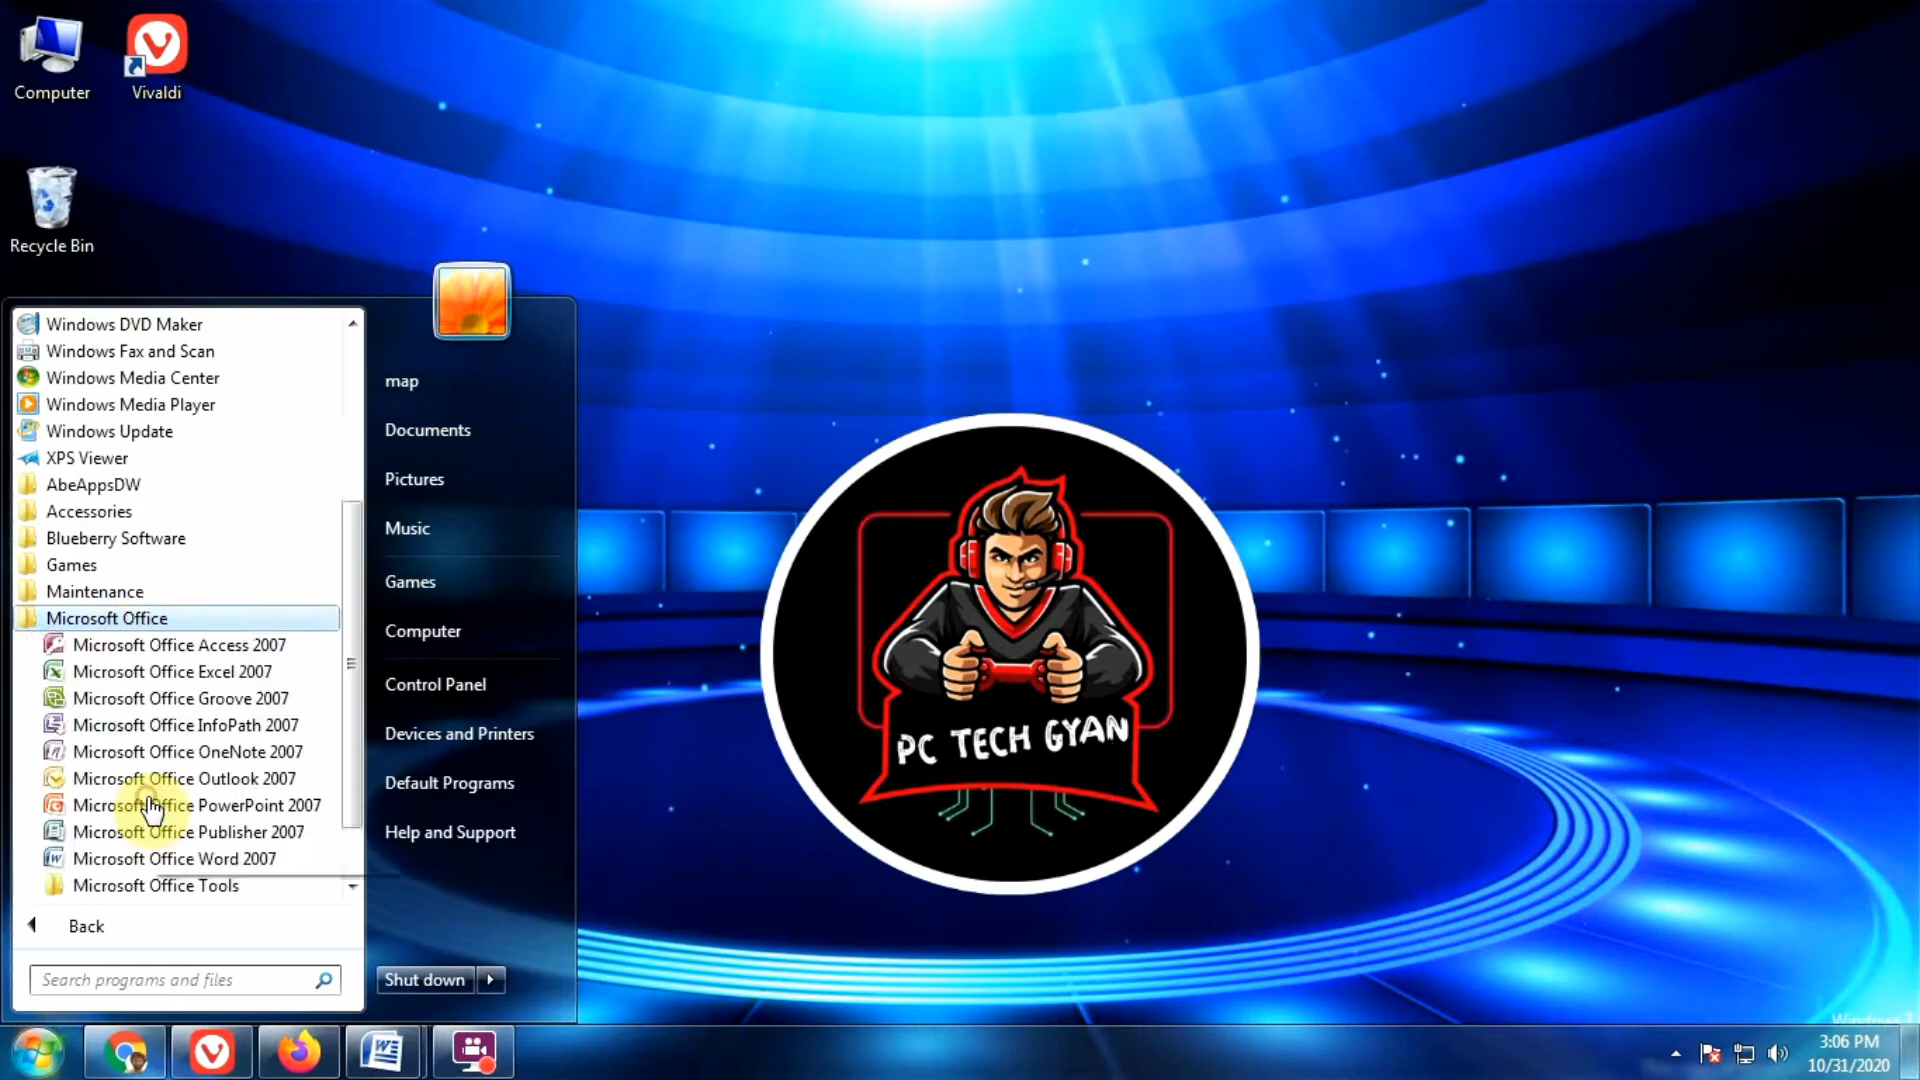 Computer
Vivaldi
Recycle Bin
Windows DVD Maker
Windows Fax and Scan
Windows Media Center
Windows Media Player
Windows Update
XPS Viewer
AbeAppsDW
Accessories
Blueberry Software
Games
Maintenance
Microsoft Office
Microsoft Office Access 2007
Microsoft Office Excel 2007
Microsoft Office Groove 2007
Microsoft Office InfoPath 2007
Microsoft Office OneNote 2007
Microsoft Office Outlook 2007
Microsoft Office PowerPoint 2007
Microsoft Office Publisher 2007
Microsoft Office Word 2007
Microsoft Office Tools
Back
Search programs and files
map
Documents
Pictures
Music
Games
Computer
Control Panel
Devices and Printers
Default Programs
Help and Support
Shut down
PC TECH GYAN
3:06 PM
10/31/2020